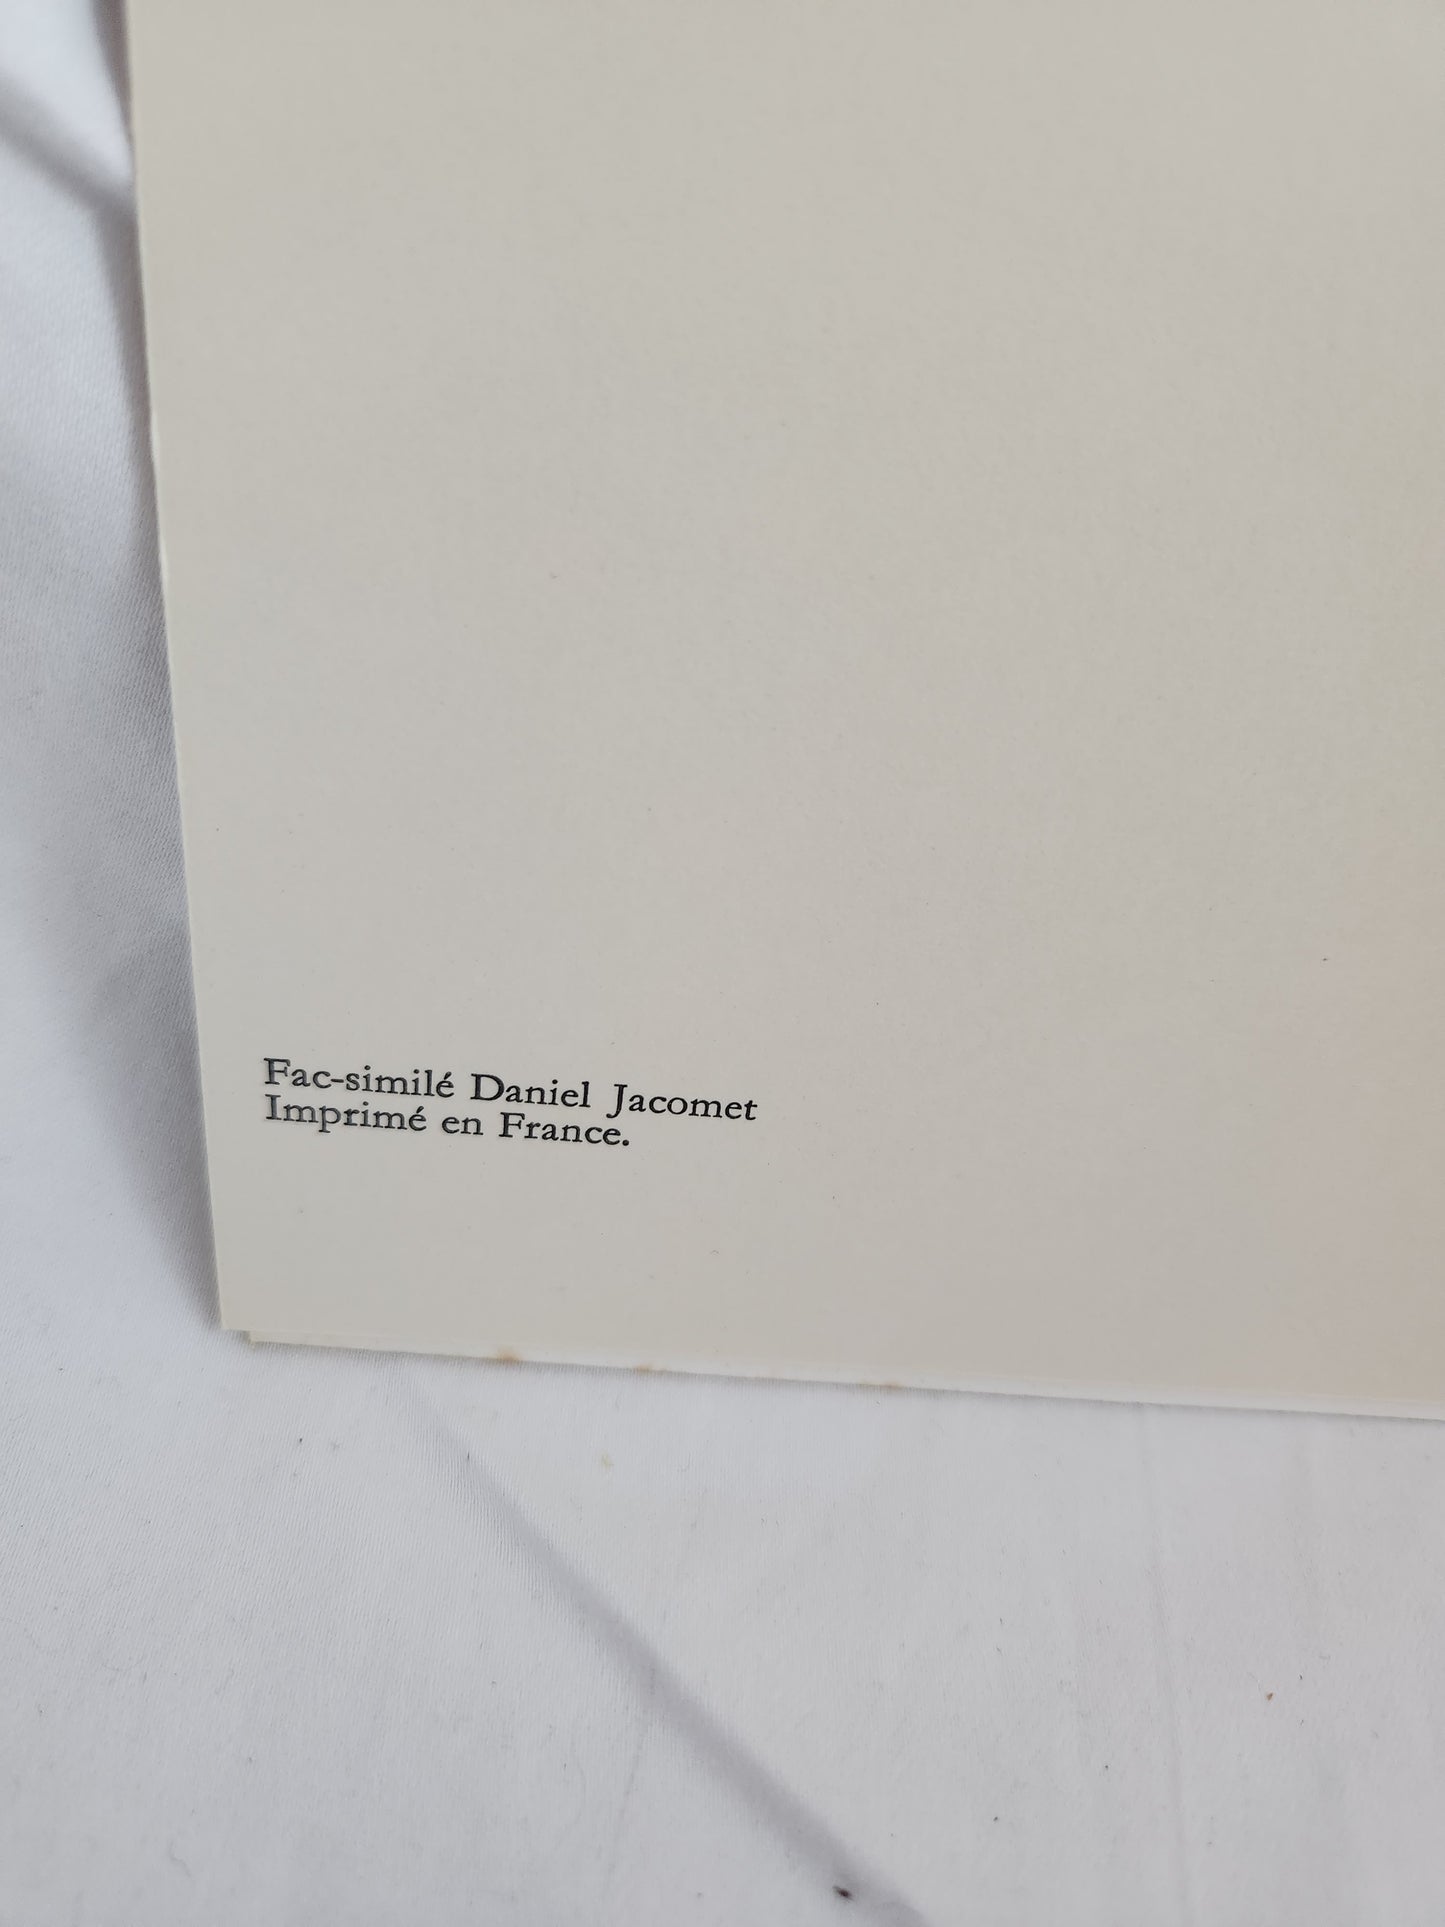 Fac-similé Daniel Jacomet
Imprimé en France.